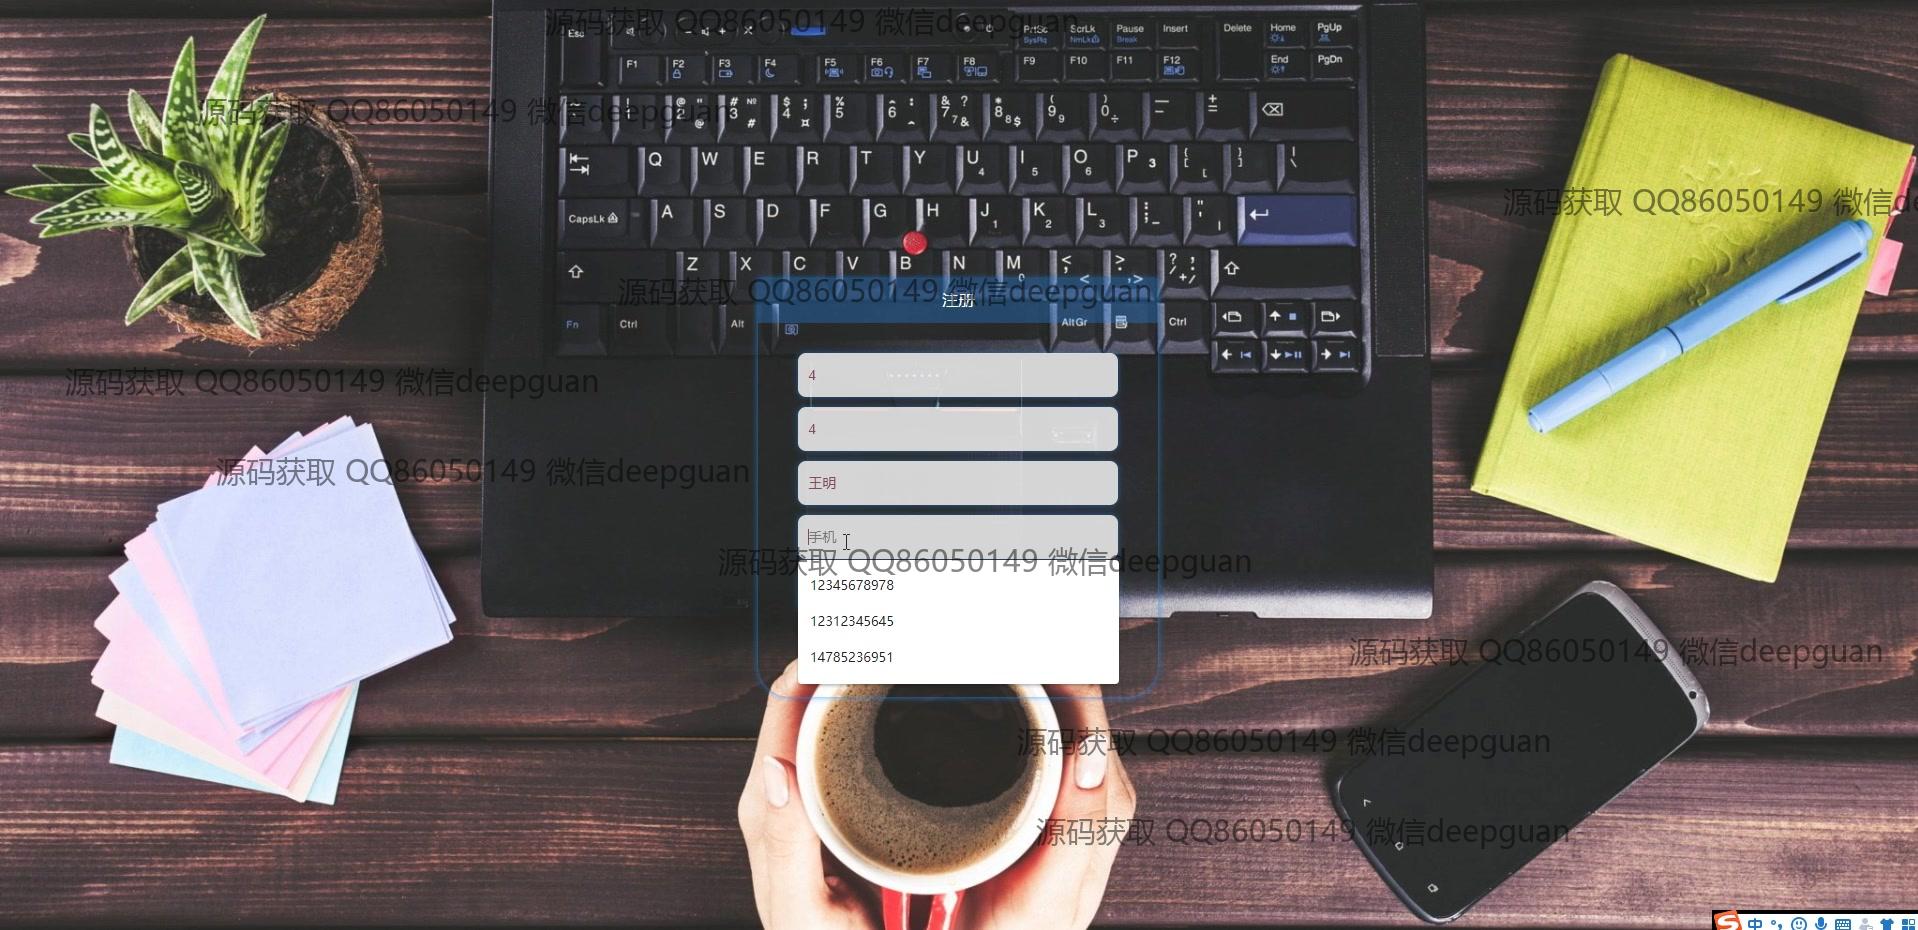 源码获取 QQ86050149 微信deepguan
Esc
PrtSc
SysRq
ScrLk
NmLk
Pause
Break
Insert
Delete
Home
PgUp
End
PgDn
F1
F2
F3
F4
F5
F6
F7
F8
F9
F10
F11
F12
源码获取 QQ86050149 微信deepguan
Q W E R T Y U I O P
CapsLk A S D F G H J K L
源码获取 QQ86050149 微信de
Z X C V B N M
源码获取 QQ86050149 微信deepguan
注册
Fn Ctrl Alt AltGr Ctrl
4
源码获取 QQ86050149 微信deepguan
4
源码获取 QQ86050149 微信deepguan
王明
手机
源码获取 QQ86050149 微信deepguan
12345678978
12312345645
14785236951
源码获取 QQ86050149 微信deepguan
源码获取 QQ86050149 微信deepguan
源码获取 QQ86050149 微信deepguan
中